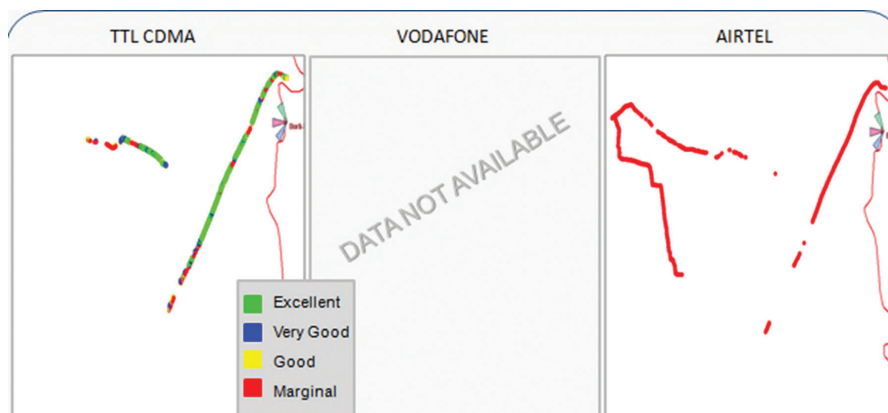 TTL CDMA
VODAFONE
AIRTEL
DATA NOT AVAILABLE
Excellent
Very Good
Good
Marginal